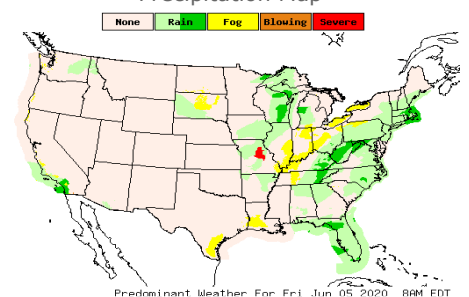 Precipitation Map
None Rain Fog Blowing Severe
Predominant Weather For Fri Jun 05 2020 8AM EDT